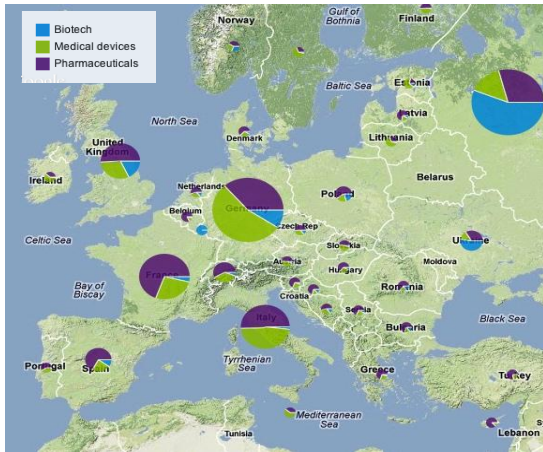 Biotech
Medical devices
Pharmaceuticals
Norway
Gulf of
Bothnia
Finland
Baltic Sea
Estonia
Latvia
North Sea
Denmark
Lithuania
United
Kingdom
Ireland
Netherlands
Belarus
Poland
Germany
Belgium
Czech Rep
Celtic Sea
Ukraine
Slovakia
Moldova
Austria
Hungary
France
Bay of
Biscay
Croatia
Romania
Serbia
Italy
Black Sea
Bulgaria
Portugal
Spain
Tyrrhenian
Sea
Greece
Turkey
Mediterranean
Sea
Tunisia
Lebanon